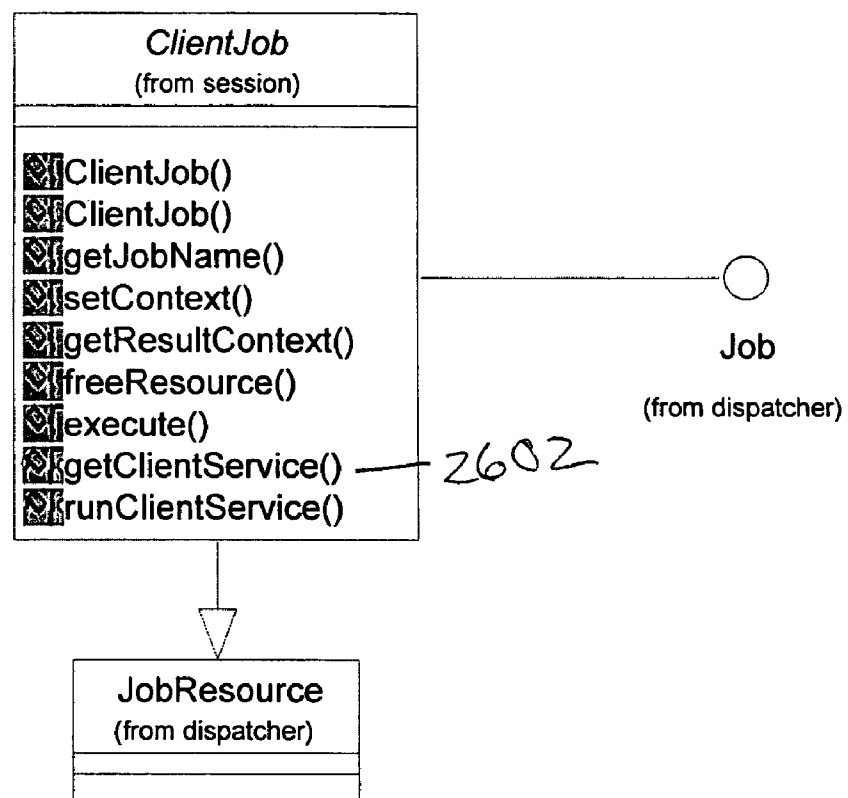 ClientJob
(from session)
ClientJob()
ClientJob()
getJobName()
setContext()
getResultContext()
freeResource()
execute()
getClientService() 2602
runClientService()
Job
(from dispatcher)
JobResource
(from dispatcher)